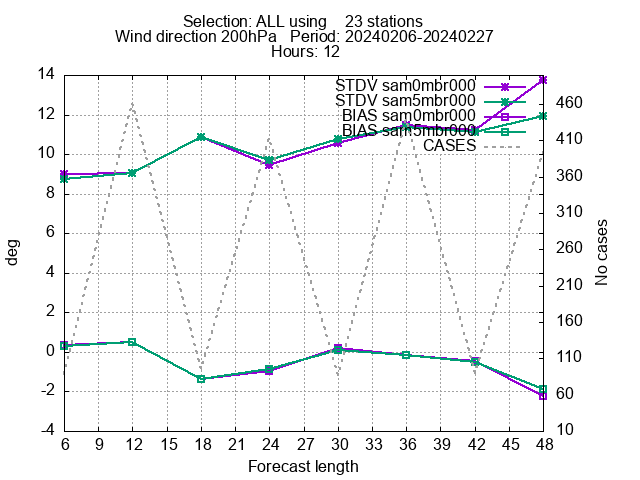 Selection: ALL using 23 stations
Wind direction 200hPa Period: 20240206-20240227
Hours: 12
14
12
10
8
6
4
2
0
-2
-4
deg
STDV sam0mbr000
STDV sam5mbr000
BIAS sam0mbr000
BIAS sam5mbr000
CASES
460
410
360
310
260
210
160
110
60
10
No cases
6 9 12 15 18 21 24 27 30 33 36 39 42 45 48
Forecast length